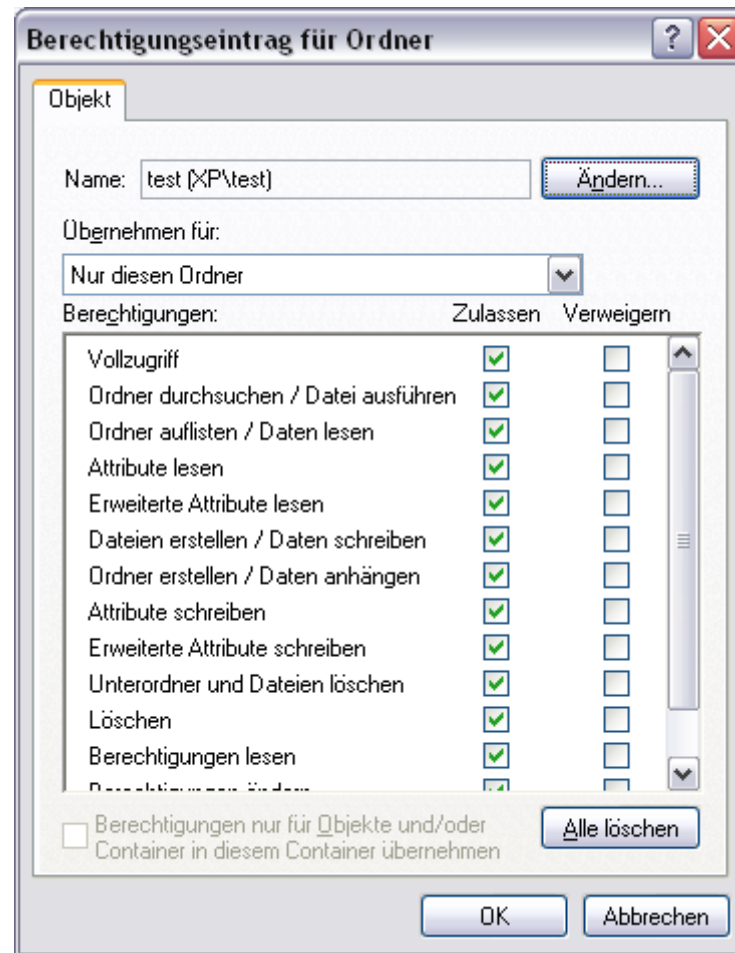 Berechtigungseintrag für Ordner
Objekt
Name: test (XP\test) Ändern...
Übernehmen für:
Nur diesen Ordner
Berechtigungen: Zulassen Verweigern
Vollzugriff
Ordner durchsuchen / Datei ausführen
Ordner auflisten / Daten lesen
Attribute lesen
Erweiterte Attribute lesen
Dateien erstellen / Daten schreiben
Ordner erstellen / Daten anhängen
Attribute schreiben
Erweiterte Attribute schreiben
Unterordner und Dateien löschen
Löschen
Berechtigungen lesen
Berechtigungen ändern
Berechtigungen nur für Objekte und/oder
Container in diesem Container übernehmen
Alle löschen
OK Abbrechen